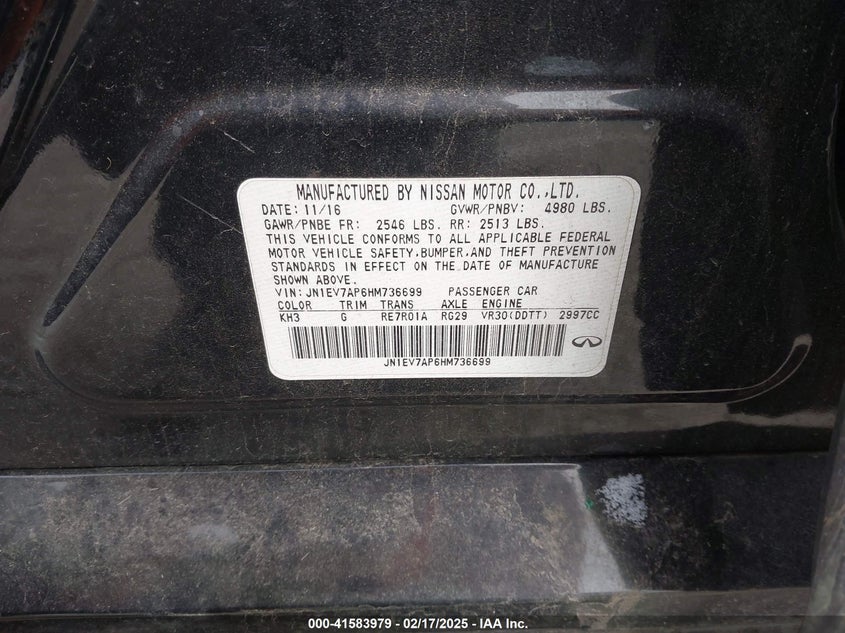 MANUFACTURED BY NISSAN MOTOR CO.,LTD.
DATE: 11/16 GVWR/PNBV: 4980 LBS.
GAWR/PNBE FR: 2546 LBS. RR: 2513 LBS.
THIS VEHICLE CONFORMS TO ALL APPLICABLE FEDERAL
MOTOR VEHICLE SAFETY,BUMPER,AND THEFT PREVENTION
STANDARDS IN EFFECT ON THE DATE OF MANUFACTURE
SHOWN ABOVE.
VIN: JN1EV7AP6HM736699 PASSENGER CAR
COLOR TRIM TRANS AXLE ENGINE
KH3 G RE7R01A RG29 VR30(DDTT) 2997CC
JN1EV7AP6HM736699
000-41583979 - 02/17/2025 - IAA Inc.